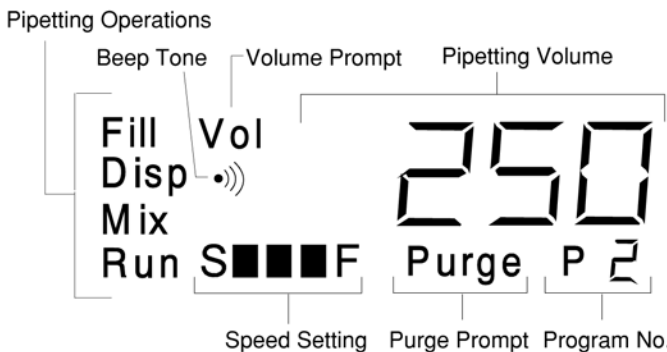 Pipetting Operations
Beep Tone Volume Prompt Pipetting Volume
Fill Vol 250
Disp
Mix
Run S F Purge P 2
Speed Setting Purge Prompt Program No.